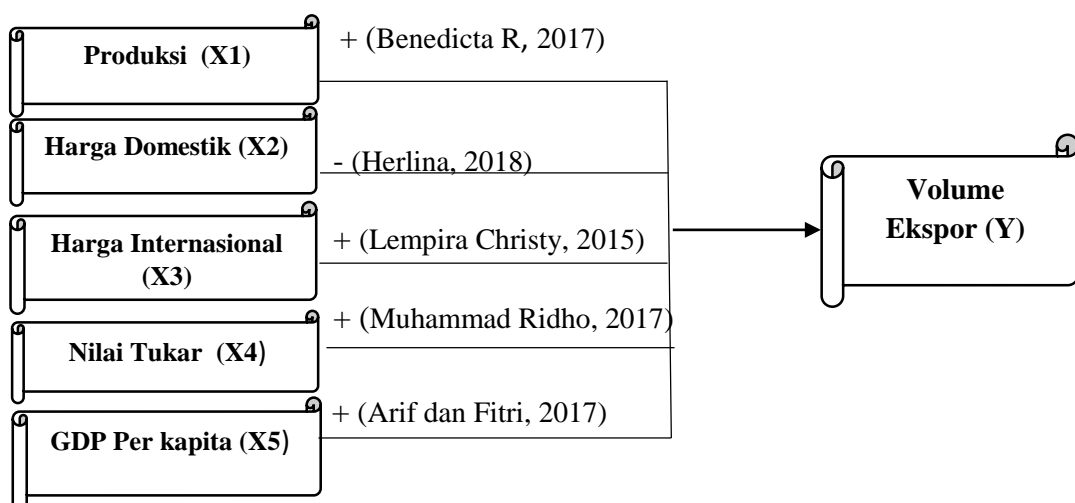 Produksi (X1)
+ (Benedicta R, 2017)
Harga Domestik (X2)
- (Herlina, 2018)
Harga Internasional
(X3)
+ (Lempira Christy, 2015)
Nilai Tukar (X4)
+ (Muhammad Ridho, 2017)
GDP Per kapita (X5)
+ (Arif dan Fitri, 2017)
Volume
Ekspor (Y)